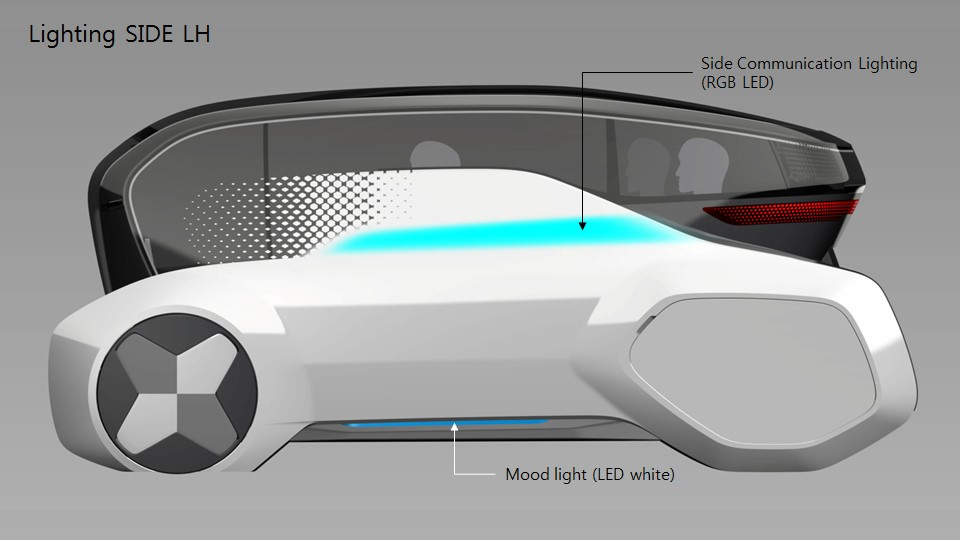 Lighting SIDE LH
Side Communication Lighting
(RGB LED)
Mood light (LED white)